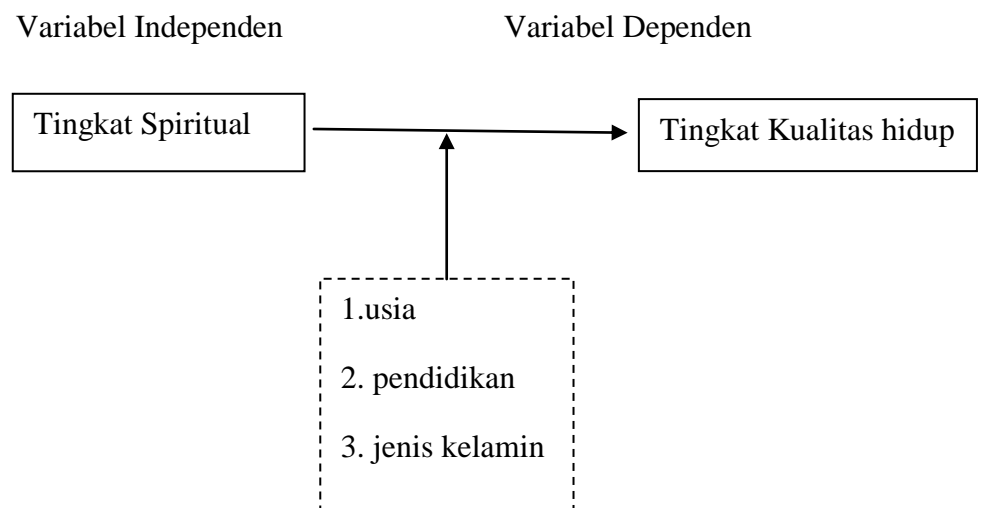 Variabel Independen
Variabel Dependen
Tingkat Spiritual
Tingkat Kualitas hidup
1.usia
2. pendidikan
3. jenis kelamin